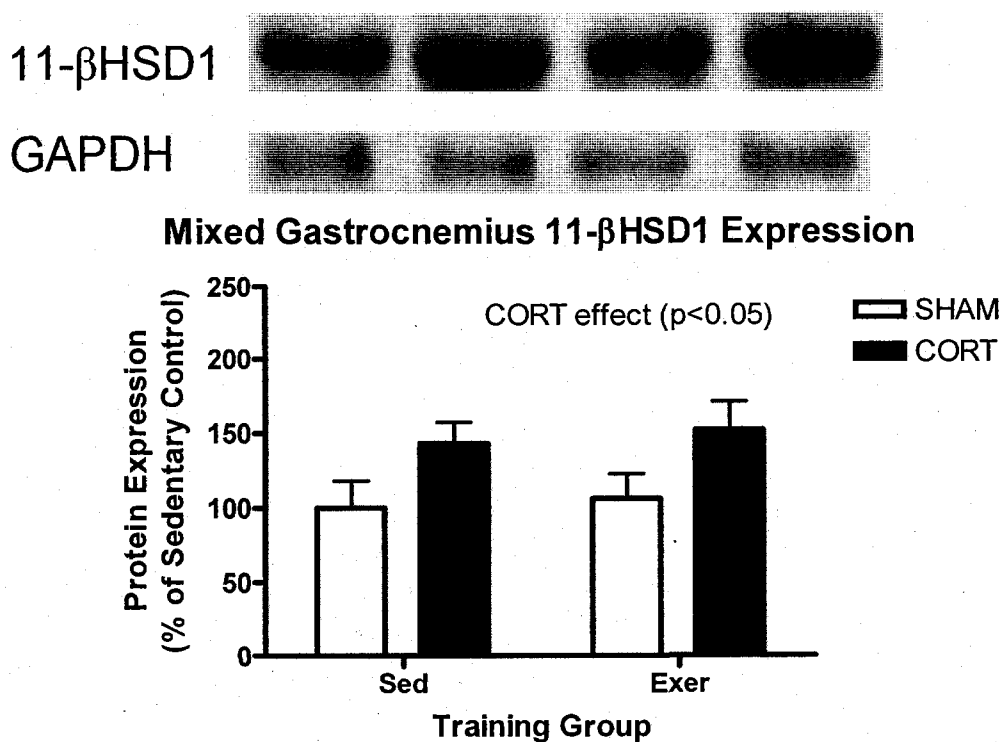 11-βHSD1
GAPDH
Mixed Gastrocnemius 11-βHSD1 Expression
Protein Expression
(% of Sedentary Control)
250
200
150
100
50
0
CORT effect (p<0.05)
SHAM
CORT
Sed
Exer
Training Group